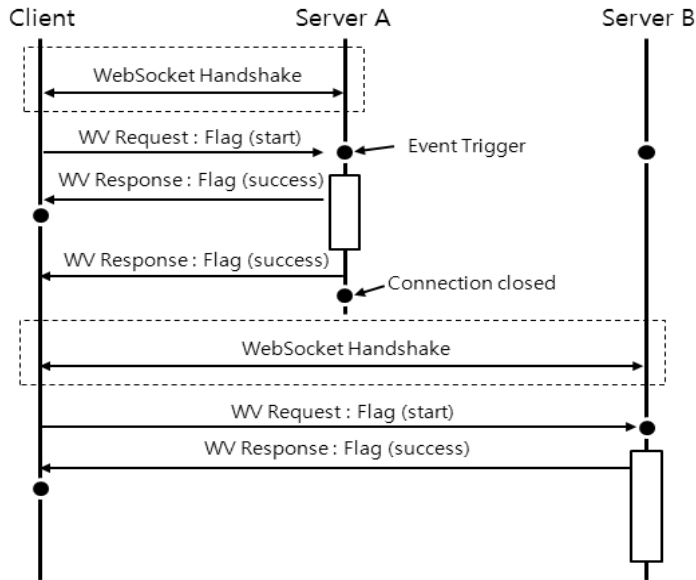 Client
Server A
Server B
WebSocket Handshake
WV Request : Flag (start)
Event Trigger
WV Response : Flag (success)
WV Response : Flag (success)
Connection closed
WebSocket Handshake
WV Request : Flag (start)
WV Response : Flag (success)